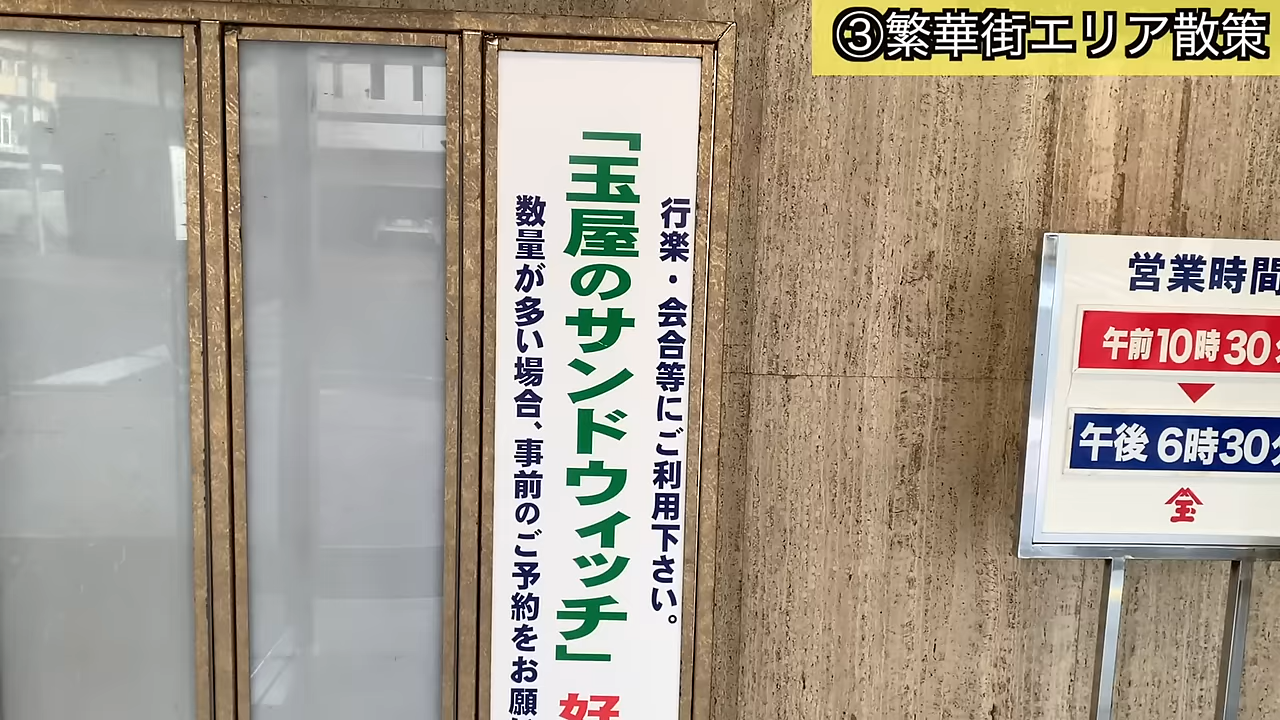 ③繁華街エリア散策
行楽・会合等にご利用下さい。
「玉屋のサンドウィッチ」好
数量が多い場合、事前のご予約をお願
営業時間
午前10時30分
午後6時30分
玉